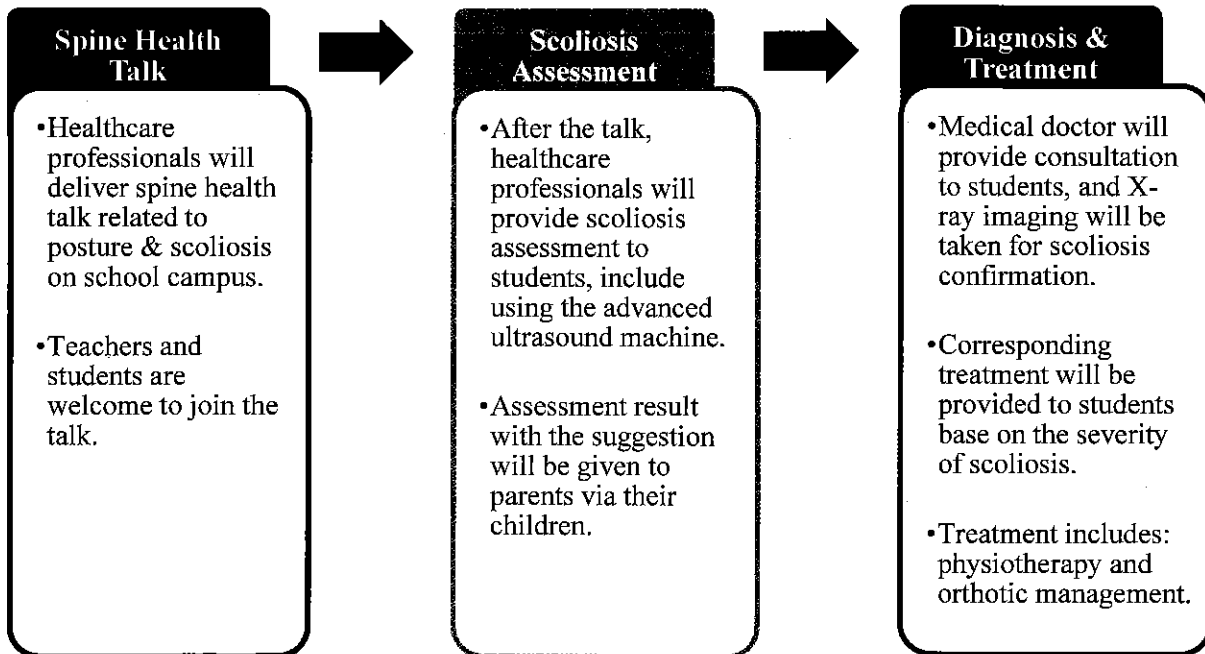 Spine Health
Talk
•Healthcare
professionals will
deliver spine health
talk related to
posture & scoliosis
on school campus.
•Teachers and
students are
welcome to join the
talk.
Scoliosis
Assessment
•After the talk,
healthcare
professionals will
provide scoliosis
assessment to
students, include
using the advanced
ultrasound machine.
•Assessment result
with the suggestion
will be given to
parents via their
children.
Diagnosis &
Treatment
•Medical doctor will
provide consultation
to students, and X-
ray imaging will be
taken for scoliosis
confirmation.
•Corresponding
treatment will be
provided to students
base on the severity
of scoliosis.
•Treatment includes:
physiotherapy and
orthotic management.